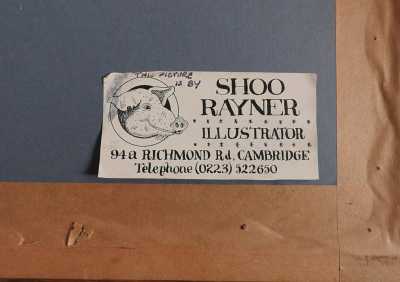 THIS PICTURE
IS BY
SHOO
RAYNER
ILLUSTRATOR
94a RICHMOND Rd, CAMBRIDGE
Telephone (0223) 522650